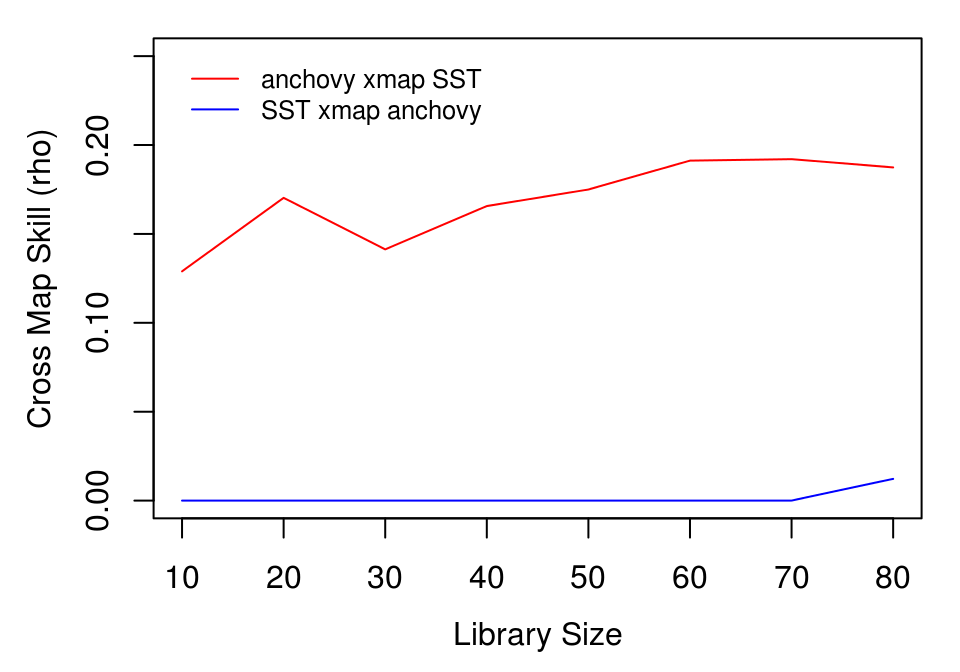 anchovy xmap SST
SST xmap anchovy
Cross Map Skill (rho)
0.20
0.10
0.00
10 20 30 40 50 60 70 80
Library Size